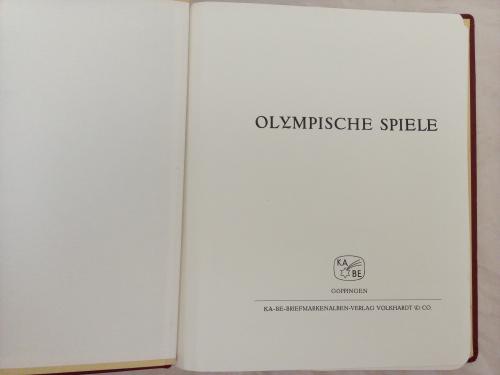 OLYMPISCHE SPIELE
KA
BE
GÖPPINGEN
KA-BE-BRIEFMARKENALBEN-VERLAG VOLKHARDT & CO.